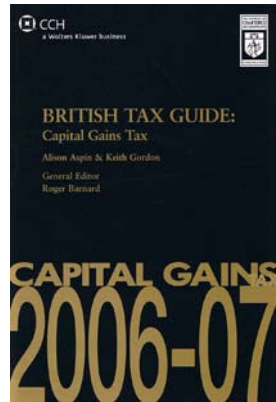 CCH
a Wolters Kluwer business
BRITISH TAX GUIDE:
Capital Gains Tax
Alison Aspin & Keith Gordon
General Editor
Roger Barnard
CAPITAL GAINS
2006-07